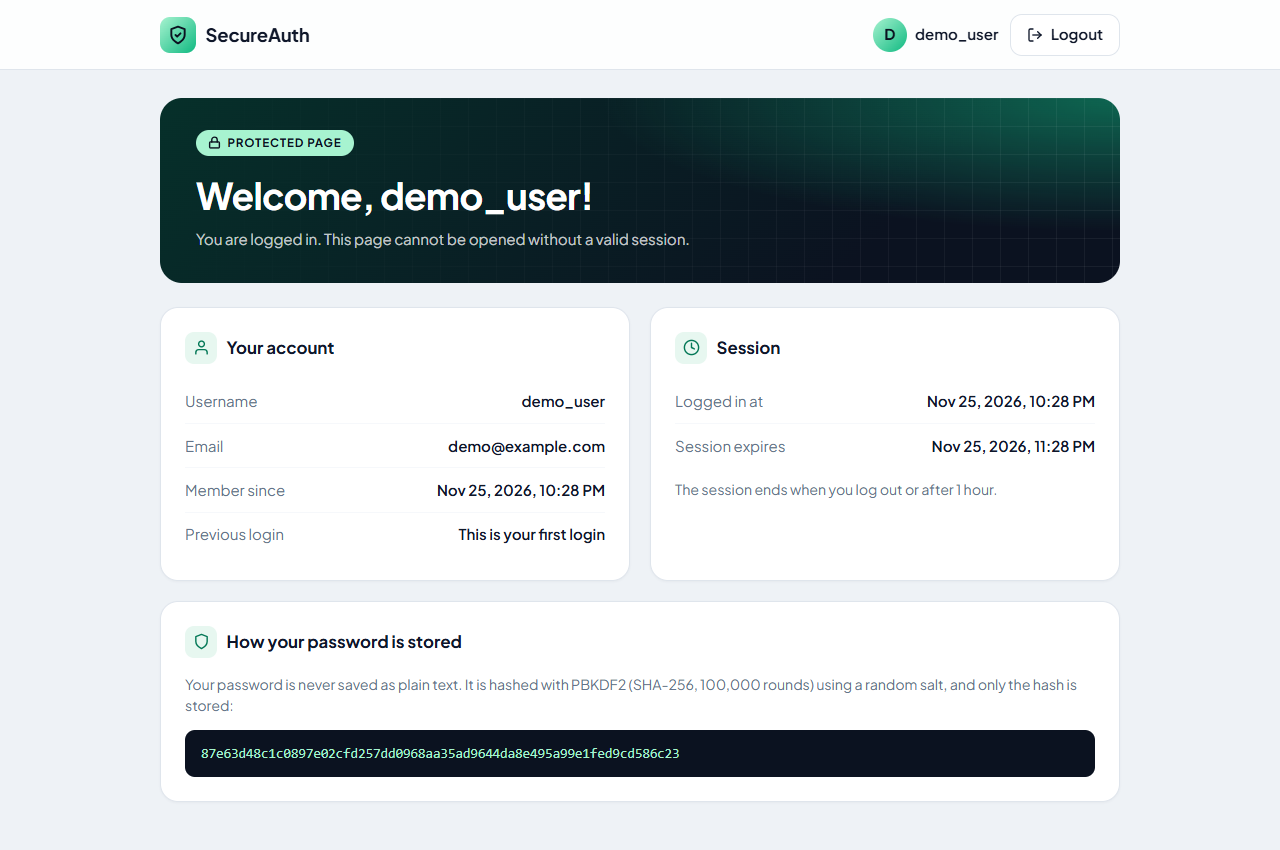 SecureAuth
D demo_user Logout
PROTECTED PAGE
Welcome, demo_user!
You are logged in. This page cannot be opened without a valid session.
Your account
Username demo_user
Email demo@example.com
Member since Nov 25, 2026, 10:28 PM
Previous login This is your first login
Session
Logged in at Nov 25, 2026, 10:28 PM
Session expires Nov 25, 2026, 11:28 PM
The session ends when you log out or after 1 hour.
How your password is stored
Your password is never saved as plain text. It is hashed with PBKDF2 (SHA-256, 100,000 rounds) using a random salt, and only the hash is
stored:
87e63d48c1c0897e02cfd257dd0968aa35ad9644da8e495a99e1fed9cd586c23